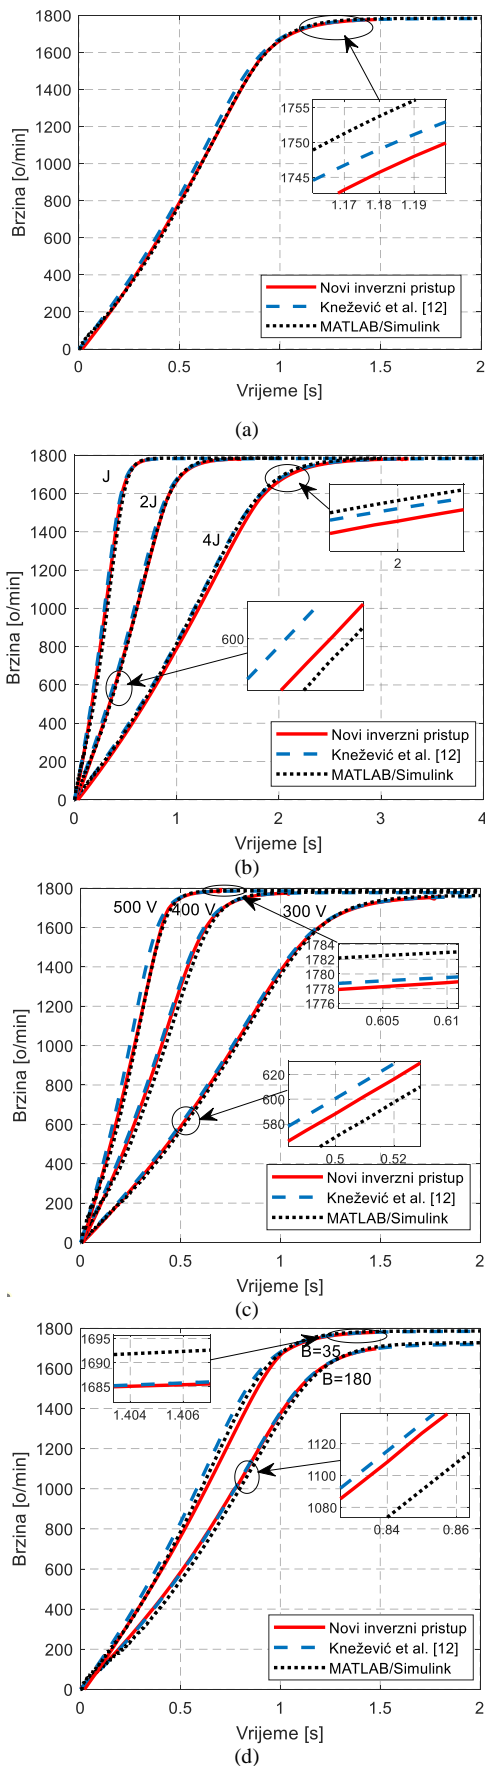 1800
1600
1400
1200
1000
800
600
400
200
0
Brzina [o/min]
1755
1750
1745
1.17
1.18
1.19
Novi inverzni pristup
Knežević et al. [12]
MATLAB/Simulink
0
0.5
1
1.5
2
Vrijeme [s]
(a)
1800
1600
1400
1200
1000
800
600
400
200
0
Brzina [o/min]
J
2J
4J
2
600
Novi inverzni pristup
Knežević et al. [12]
MATLAB/Simulink
0
1
2
3
4
Vrijeme [s]
(b)
1800
1600
1400
1200
1000
800
600
400
200
0
Brzina [o/min]
500 V
400 V
300 V
1784
1780
1778
1776
0.605
0.61
620
600
580
0.5
0.52
Novi inverzni pristup
Knežević et al. [12]
MATLAB/Simulink
0
0.5
1
1.5
2
Vrijeme [s]
(c)
1800
1600
1400
1200
1000
800
600
400
200
0
Brzina [o/min]
1695
1690
1685
1.404
1.406
B=35
B=180
1120
1100
1080
0.84
0.86
Novi inverzni pristup
Knežević et al. [12]
MATLAB/Simulink
0
0.5
1
1.5
2
Vrijeme [s]
(d)